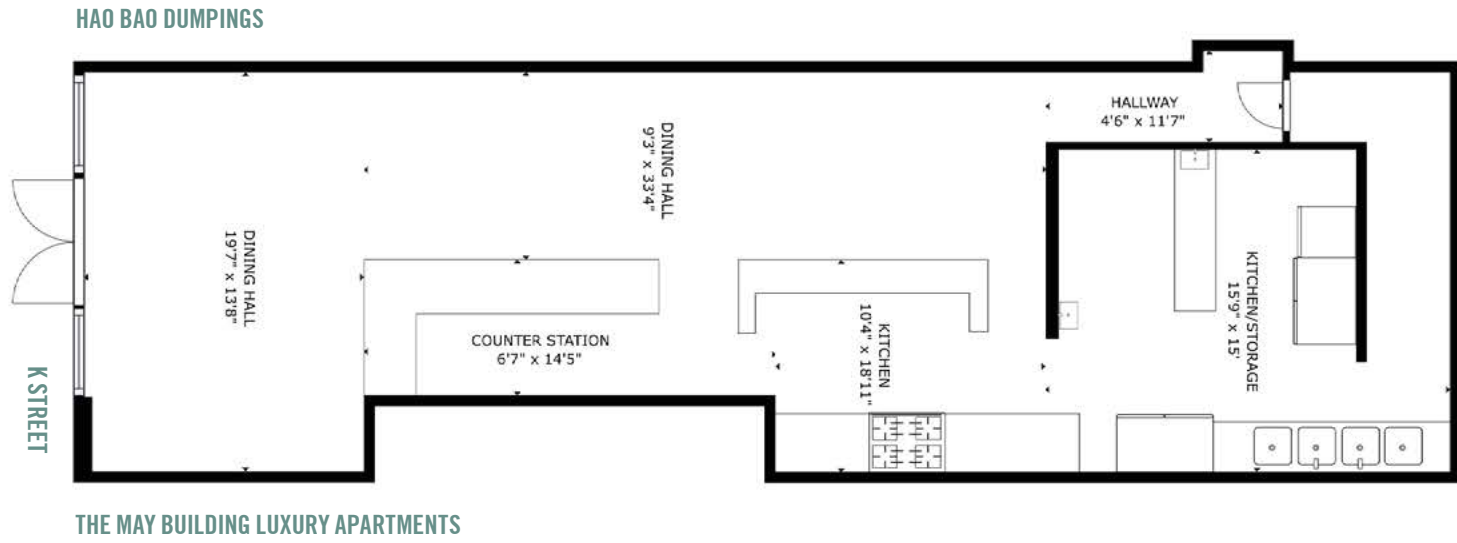 HAO BAO DUMPINGS
HALLWAY
4'6" x 11'7"
DINING HALL
9'3" x 33'4"
DINING HALL
19'7" x 13'8"
COUNTER STATION
6'7" x 14'5"
KITCHEN
10'4" x 18'11"
KITCHEN/STORAGE
15'9" x 15'
K STREET
THE MAY BUILDING LUXURY APARTMENTS